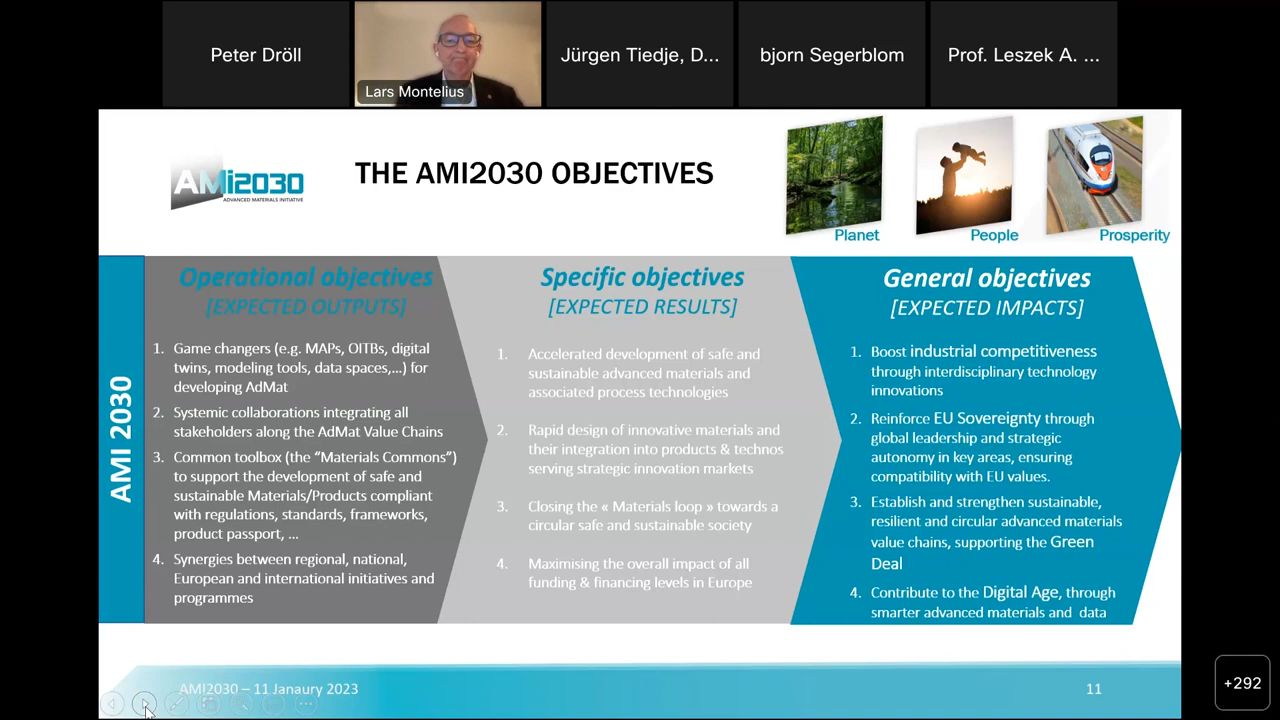 Peter Dröll
Lars Montelius
Jürgen Tiedje, D...
bjorn Segerblom
Prof. Leszek A. ...
AMi2030
ADVANCED MATERIALS INITIATIVE
THE AMI2030 OBJECTIVES
Planet
People
Prosperity
AMI 2030
Operational objectives
[EXPECTED OUTPUTS]
1. Game changers (e.g. MAPs, OITBs, digital
twins, modeling tools, data spaces,...) for
developing AdMat
2. Systemic collaborations integrating all
stakeholders along the AdMat Value Chains
3. Common toolbox (the “Materials Commons”)
to support the development of safe and
sustainable Materials/Products compliant
with regulations, standards, frameworks,
product passport, ...
4. Synergies between regional, national,
European and international initiatives and
programmes
Specific objectives
[EXPECTED RESULTS]
1. Accelerated development of safe and
sustainable advanced materials and
associated process technologies
2. Rapid design of innovative materials and
their integration into products & technos
serving strategic innovation markets
3. Closing the « Materials loop » towards a
circular safe and sustainable society
4. Maximising the overall impact of all
funding & financing levels in Europe
General objectives
[EXPECTED IMPACTS]
1. Boost industrial competitiveness
through interdisciplinary technology
innovations
2. Reinforce EU Sovereignty through
global leadership and strategic
autonomy in key areas, ensuring
compatibility with EU values.
3. Establish and strengthen sustainable,
resilient and circular advanced materials
value chains, supporting the Green
Deal
4. Contribute to the Digital Age, through
smarter advanced materials and data
AMI2030 – 11 Janaury 2023
11
+292